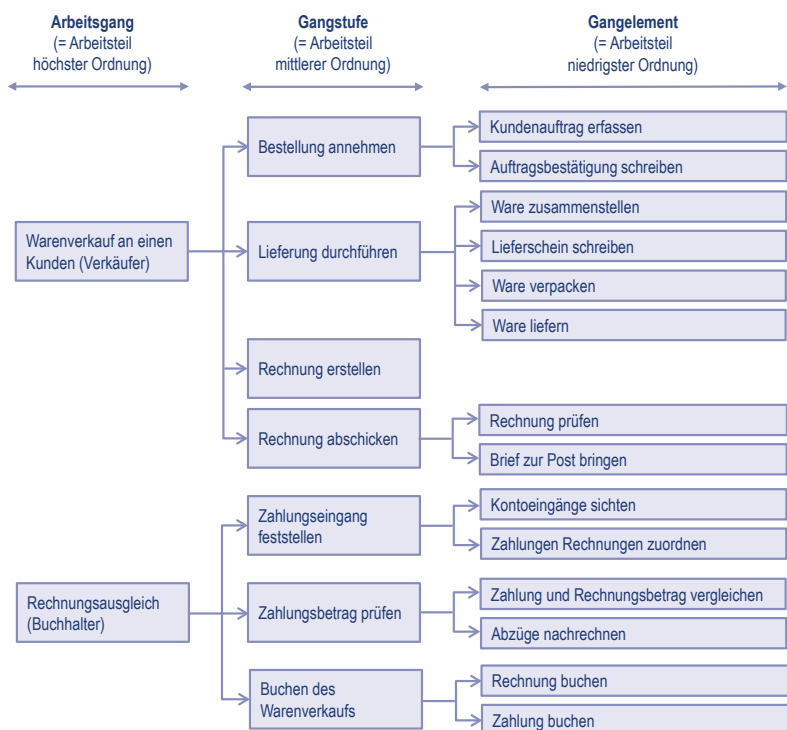 Arbeitsgang
(= Arbeitsteil
höchster Ordnung)
Gangstufe
(= Arbeitsteil
mittlerer Ordnung)
Gangelement
(= Arbeitsteil
niedrigster Ordnung)
Warenverkauf an einen
Kunden (Verkäufer)
Bestellung annehmen
Kundenauftrag erfassen
Auftragsbestätigung schreiben
Lieferung durchführen
Ware zusammenstellen
Lieferschein schreiben
Ware verpacken
Ware liefern
Rechnung erstellen
Rechnung abschicken
Rechnung prüfen
Brief zur Post bringen
Rechnungsausgleich
(Buchhalter)
Zahlungseingang
feststellen
Kontoeingänge sichten
Zahlungen Rechnungen zuordnen
Zahlungsbetrag prüfen
Zahlung und Rechnungsbetrag vergleichen
Abzüge nachrechnen
Buchen des
Warenverkaufs
Rechnung buchen
Zahlung buchen